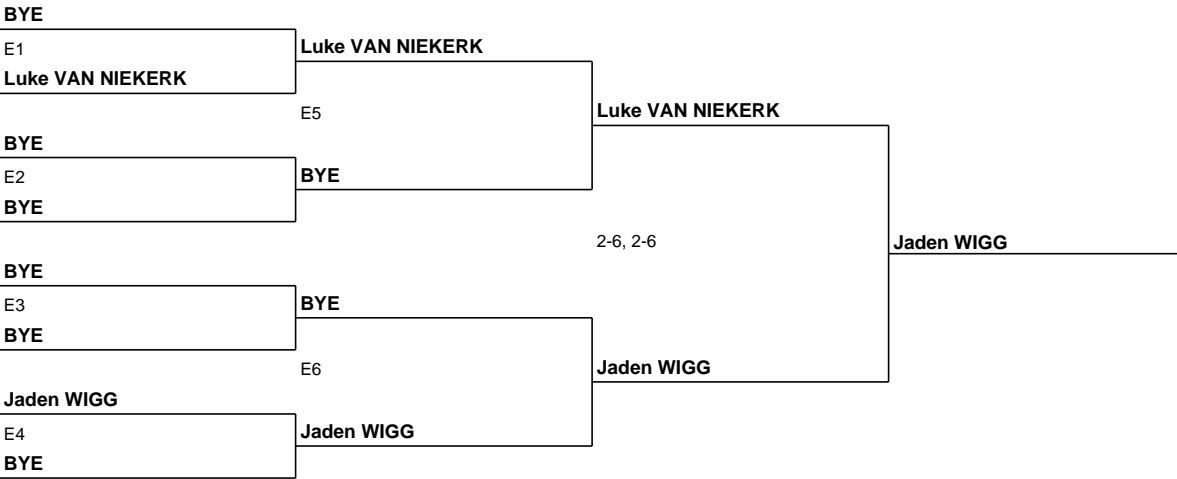 BYE
E1
Luke VAN NIEKERK
BYE
E2
BYE
BYE
E3
BYE
Jaden WIGG
E4
BYE
Luke VAN NIEKERK
E5
BYE
BYE
E6
Jaden WIGG
Luke VAN NIEKERK
2-6, 2-6
Jaden WIGG
Jaden WIGG